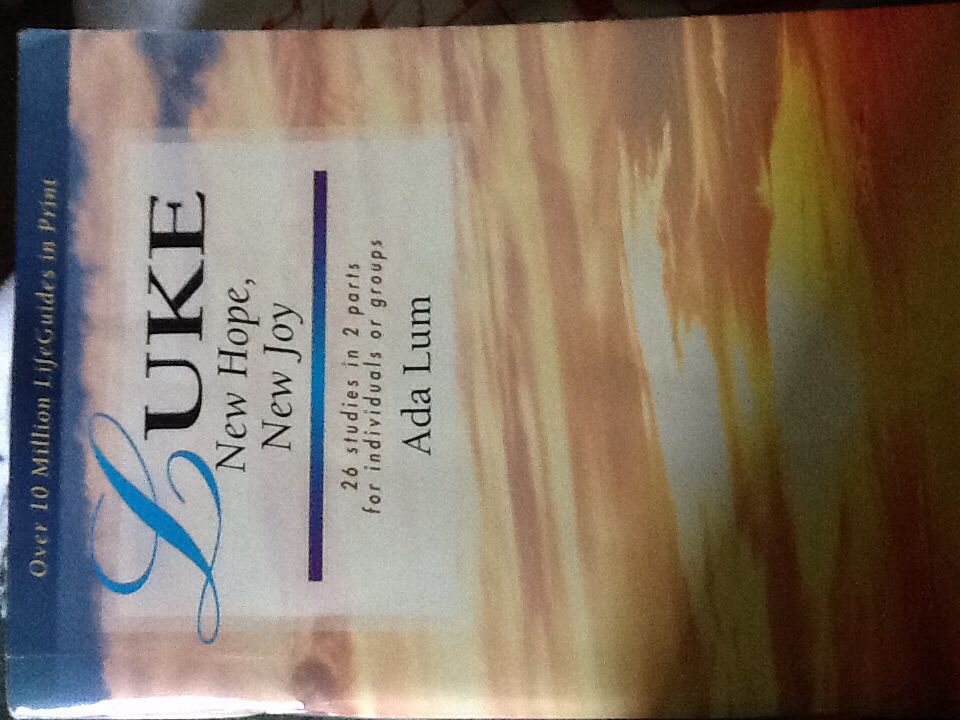 Over 10 Million LifeGuides in Print
LUKE
New Hope,
New Joy
26 studies in 2 parts
for individuals or groups
Ada Lum